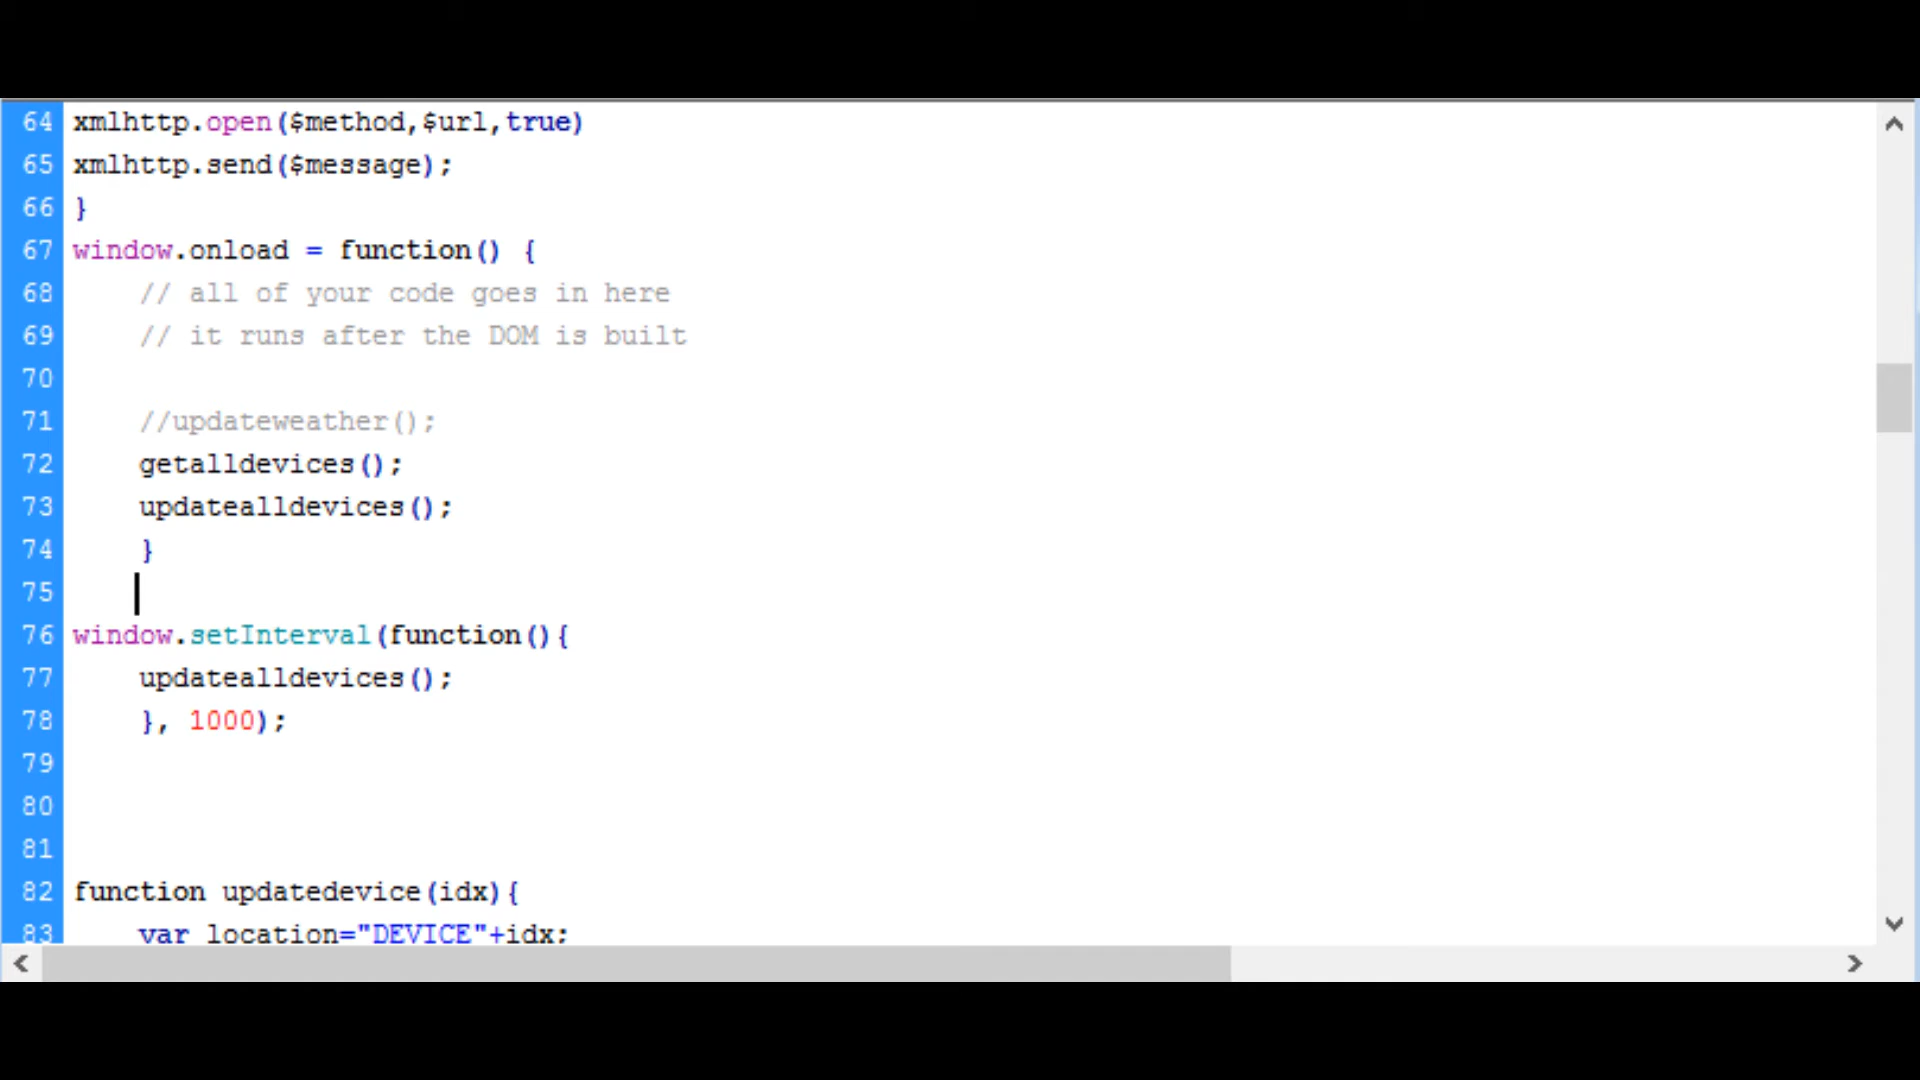 64 xmlhttp.open($method,$url,true)
65 xmlhttp.send($message);
66 }
67 window.onload = function() {
68     // all of your code goes in here
69     // it runs after the DOM is built
70
71     //updateweather();
72     getalldevices();
73     updatealldevices();
74     }
75
76 window.setInterval(function(){
77     updatealldevices();
78     }, 1000);
79
80
81
82 function updatedevice(idx){
83     var location="DEVICE"+idx;